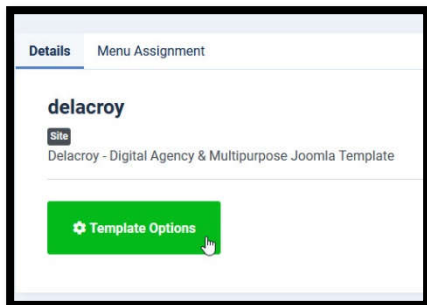 Details Menu Assignment
delacroy
Site
Delacroy - Digital Agency & Multipurpose Joomla Template
Template Options